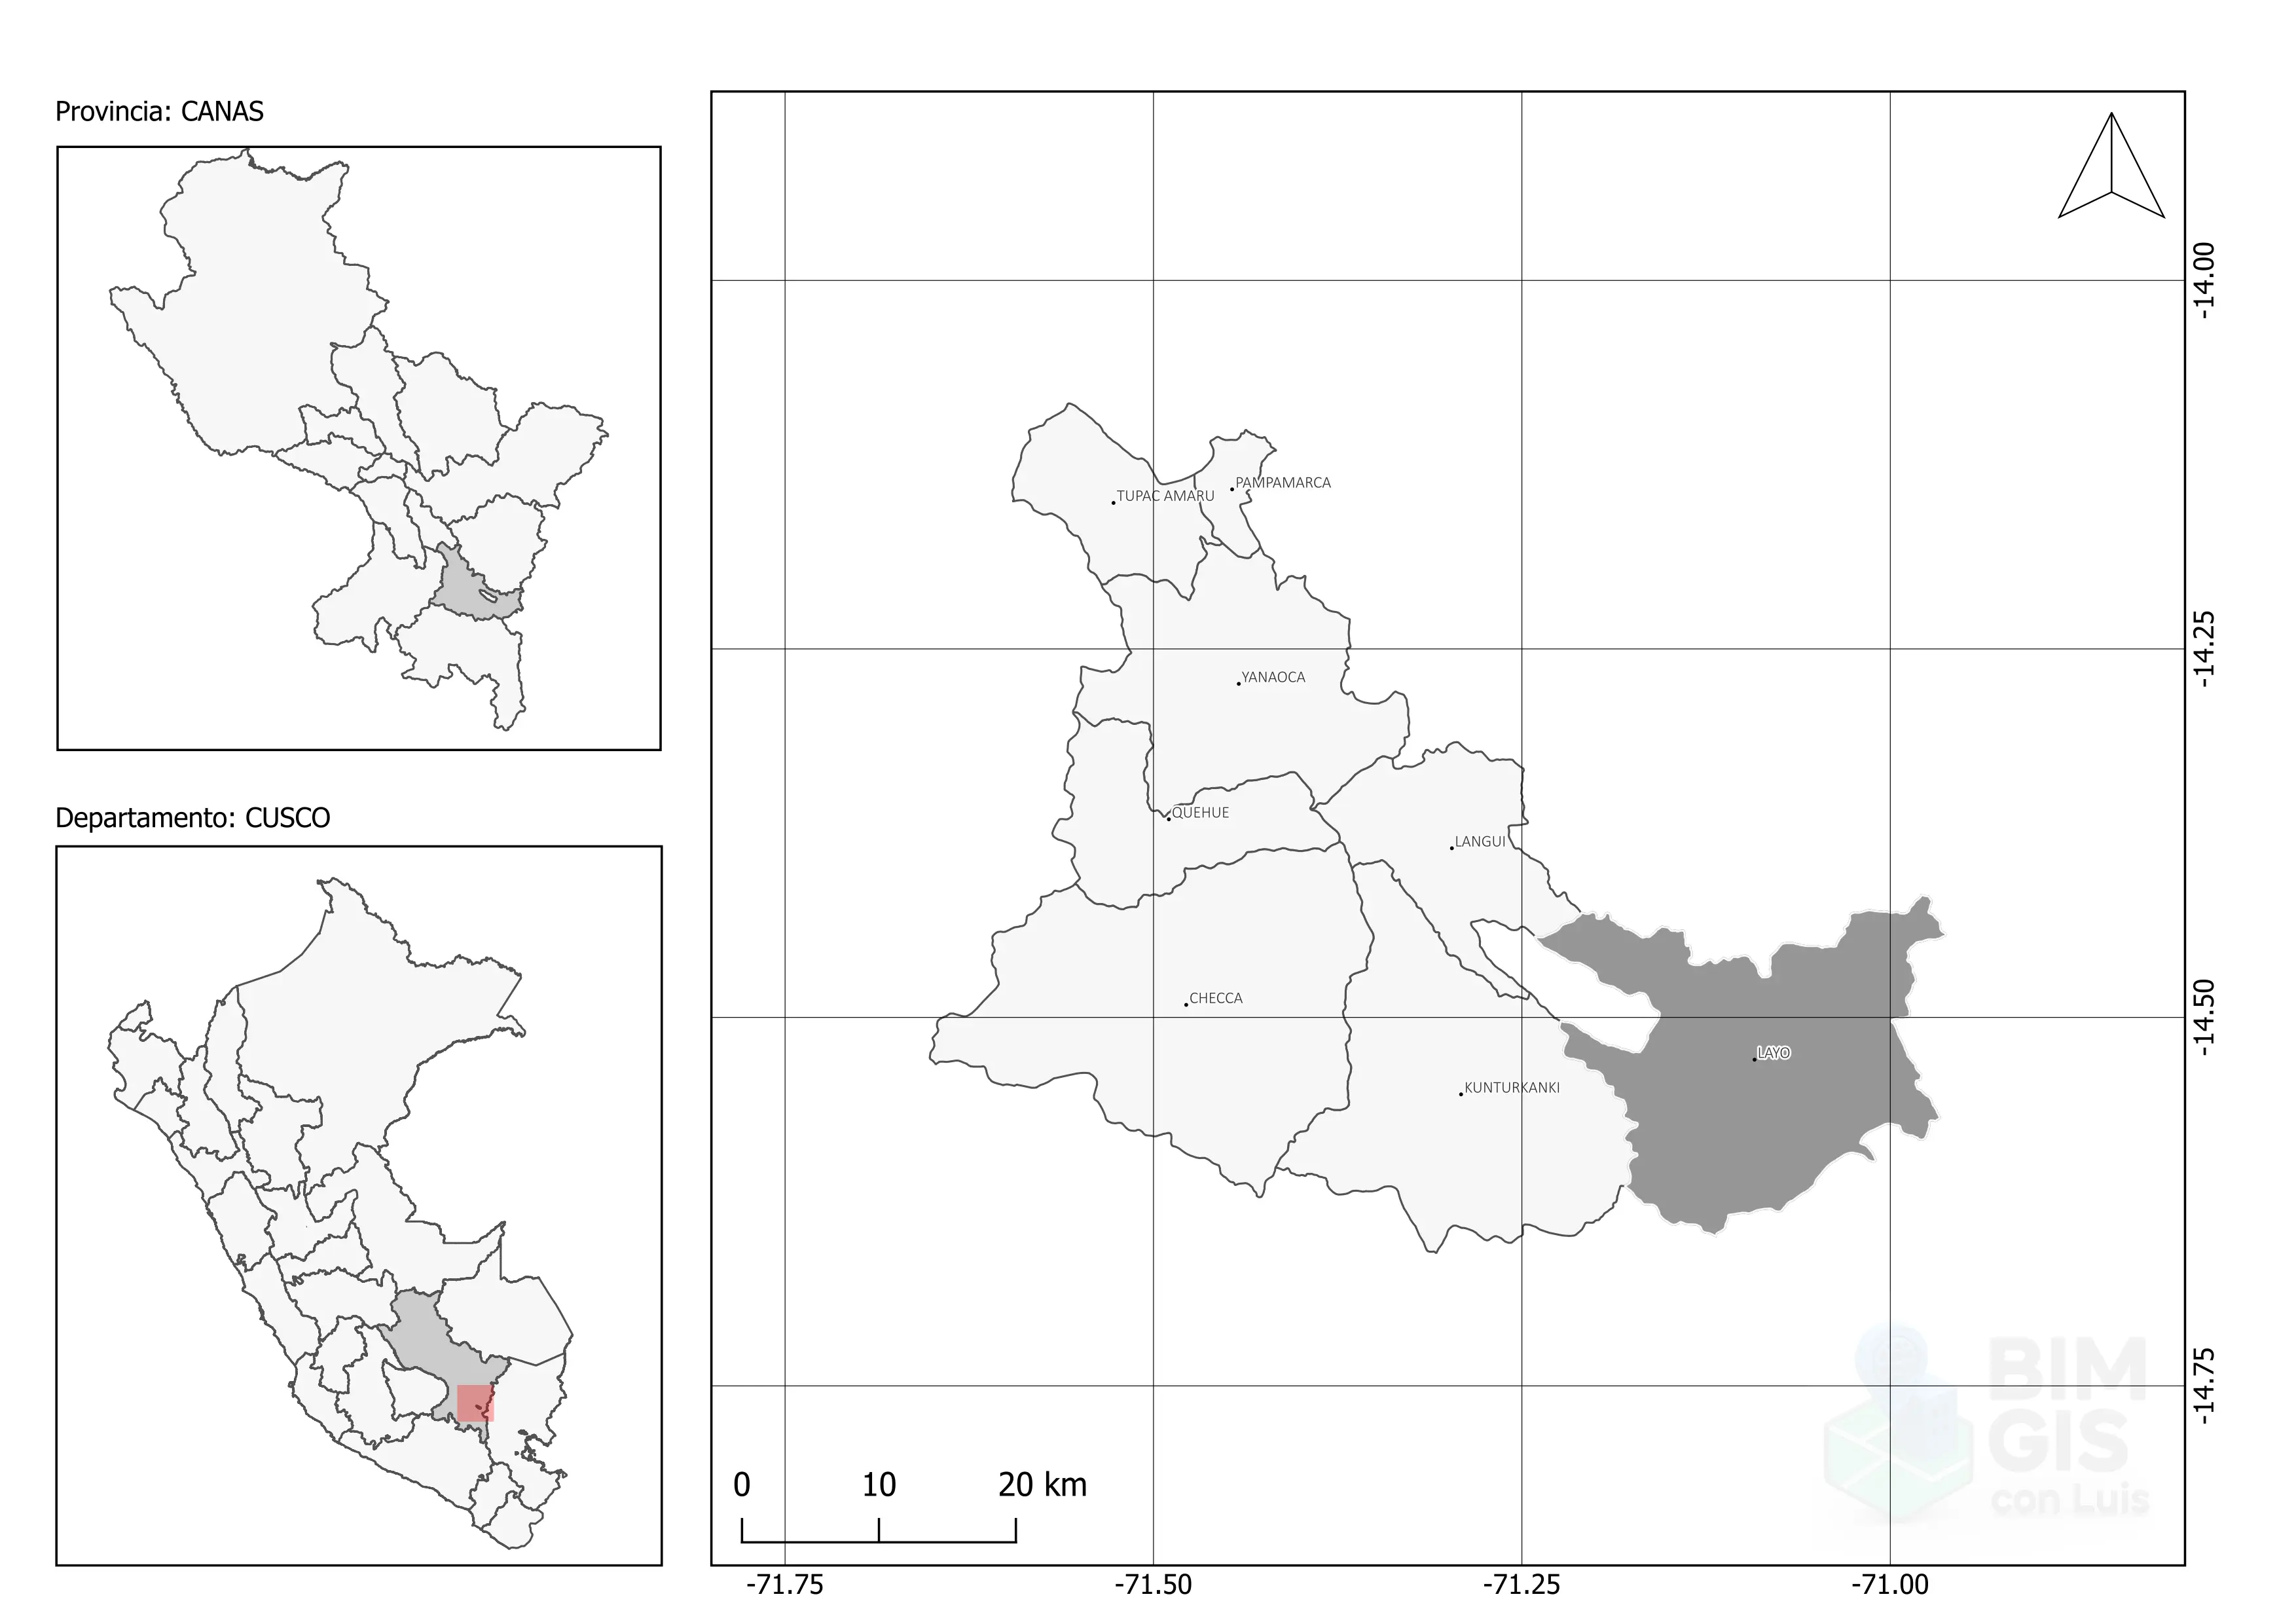 Provincia: CANAS
Departamento: CUSCO
TUPAC AMARU
PAMPAMARCA
YANAOCA
QUEHUE
LANGUI
CHECCA
LAYO
KUNTURKANKI
-14.00
-14.25
-14.50
-14.75
0 10 20 km
-71.75 -71.50 -71.25 -71.00
BIM
GIS
con Luis